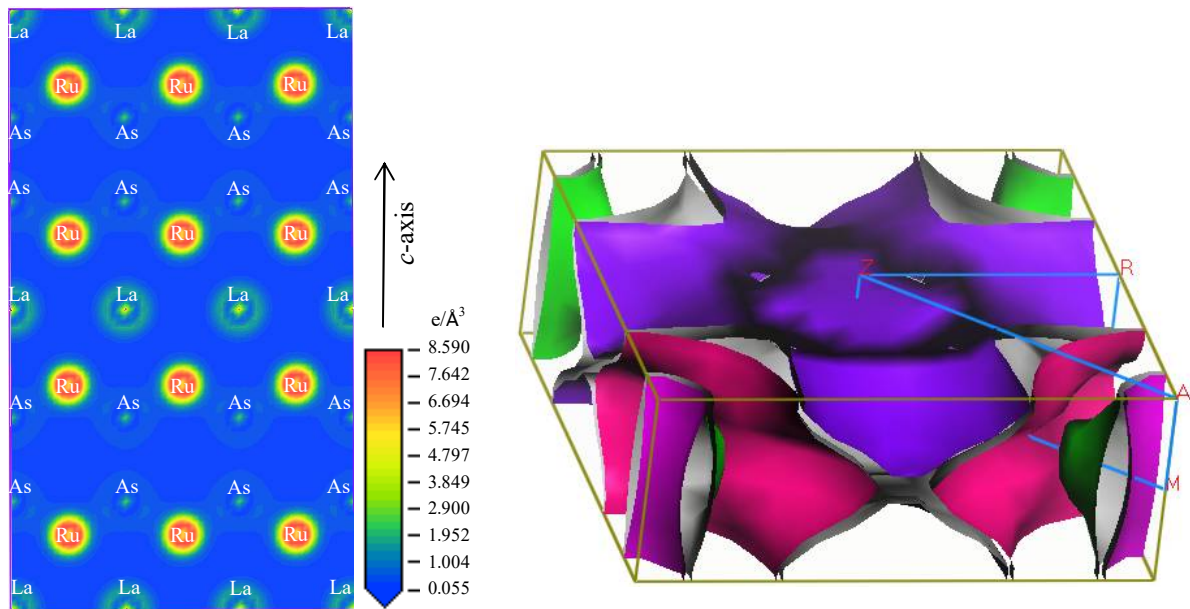 La La La La
Ru Ru Ru
As As As As
As As As As
Ru Ru Ru
La La La La
Ru Ru Ru
As As As As
As As As As
Ru Ru Ru
La La La La
c-axis
e/Å³
8.590
7.642
6.694
5.745
4.797
3.849
2.900
1.952
1.004
0.055
Z R
A
M